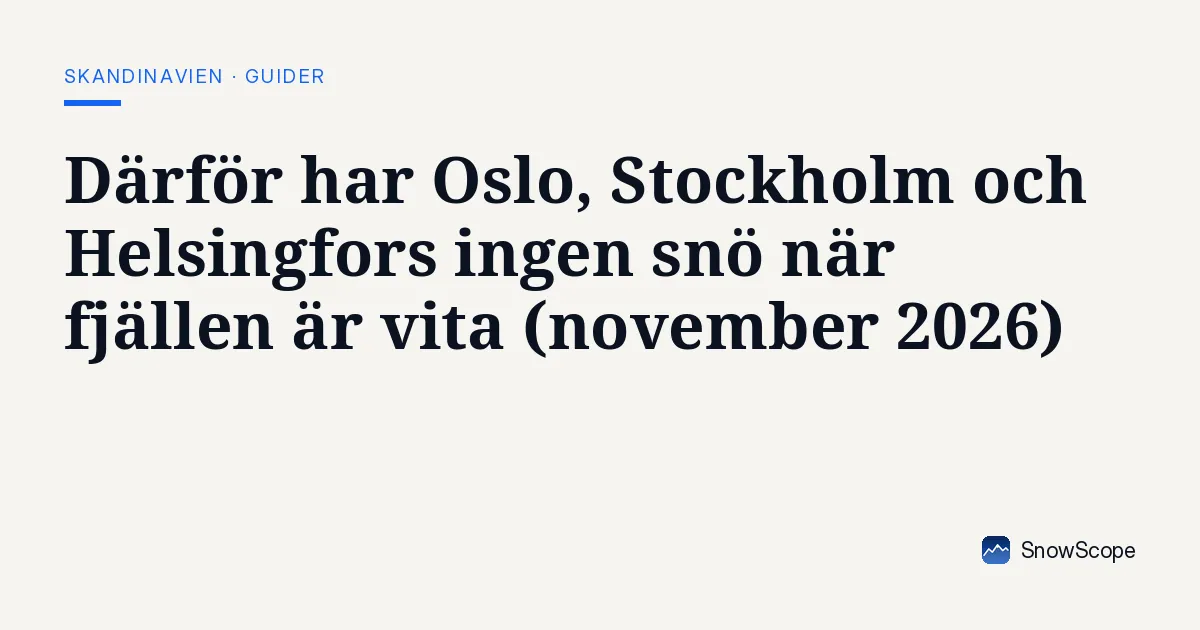 SKANDINAVIEN · GUIDER
Därför har Oslo, Stockholm och
Helsingfors ingen snö när
fjällen är vita (november 2026)
SnowScope